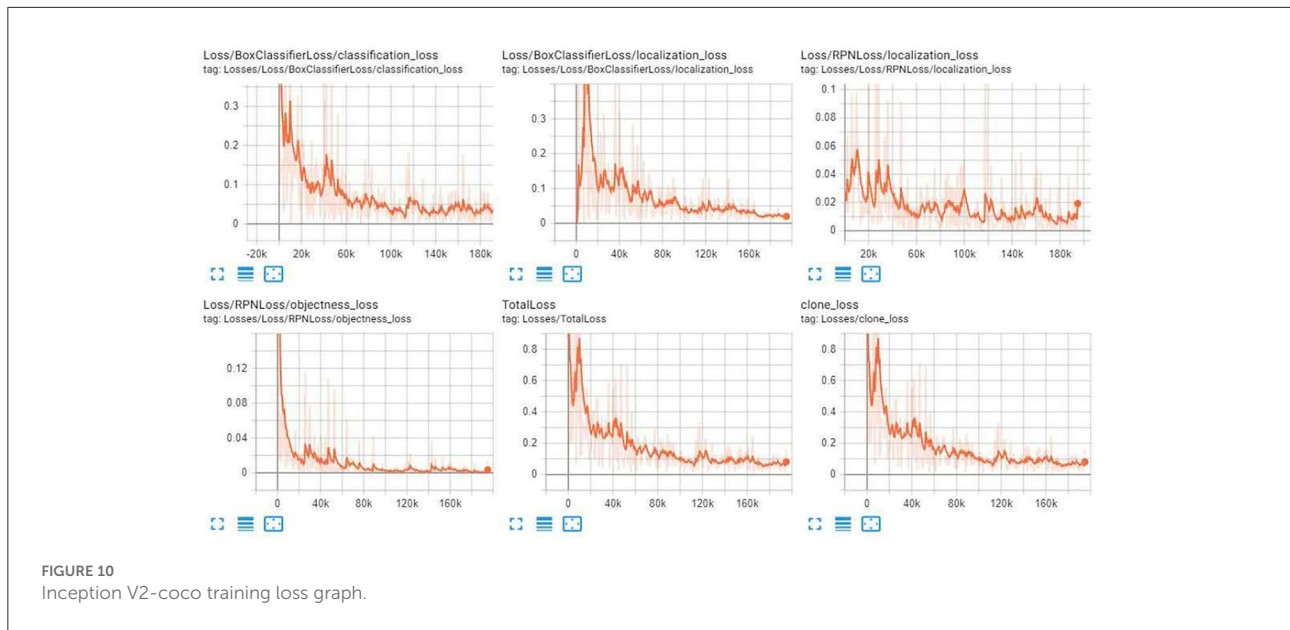 Loss/BoxClassifierLoss/classification_loss
tag: Losses/Loss/BoxClassifierLoss/classification_loss
0.3
0.2
0.1
0
-20k 20k 60k 100k 140k 180k
Loss/BoxClassifierLoss/localization_loss
tag: Losses/Loss/BoxClassifierLoss/localization_loss
0.3
0.2
0.1
0
0 40k 80k 120k 160k
Loss/RPNLoss/localization_loss
tag: Losses/Loss/RPNLoss/localization_loss
0.1
0.08
0.06
0.04
0.02
0
20k 60k 100k 140k 180k
Loss/RPNLoss/objectness_loss
tag: Losses/Loss/RPNLoss/objectness_loss
0.12
0.08
0.04
0
0 40k 80k 120k 160k
TotalLoss
tag: Losses/TotalLoss
0.8
0.6
0.4
0.2
0
0 40k 80k 120k 160k
clone_loss
tag: Losses/clone_loss
0.8
0.6
0.4
0.2
0
0 40k 80k 120k 160k
FIGURE 10
Inception V2-coco training loss graph.